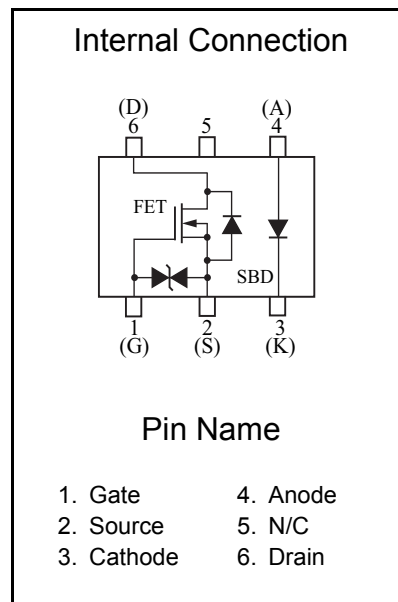 Internal Connection
(D) (A)
6 5 4
FET
SBD
1 2 3
(G) (S) (K)
Pin Name
1. Gate 4. Anode
2. Source 5. N/C
3. Cathode 6. Drain